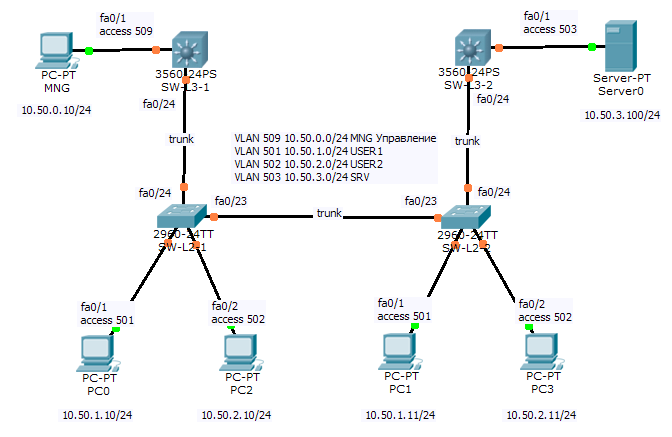 fa0/1
access 509
PC-PT
MNG
10.50.0.10/24
3560-24PS
SW-L3-1
fa0/24
trunk
fa0/24
fa0/1
access 503
3560-24PS
SW-L3-2
fa0/24
Server-PT
Server0
10.50.3.100/24
trunk
fa0/24
VLAN 509 10.50.0.0/24 MNG Управление
VLAN 501 10.50.1.0/24 USER1
VLAN 502 10.50.2.0/24 USER2
VLAN 503 10.50.3.0/24 SRV
fa0/23
trunk
fa0/23
2960-24TT
SW-L2-1
2960-24TT
SW-L2-2
fa0/1
access 501
fa0/2
access 502
fa0/1
access 501
fa0/2
access 502
PC-PT
PC0
10.50.1.10/24
PC-PT
PC2
10.50.2.10/24
PC-PT
PC1
10.50.1.11/24
PC-PT
PC3
10.50.2.11/24